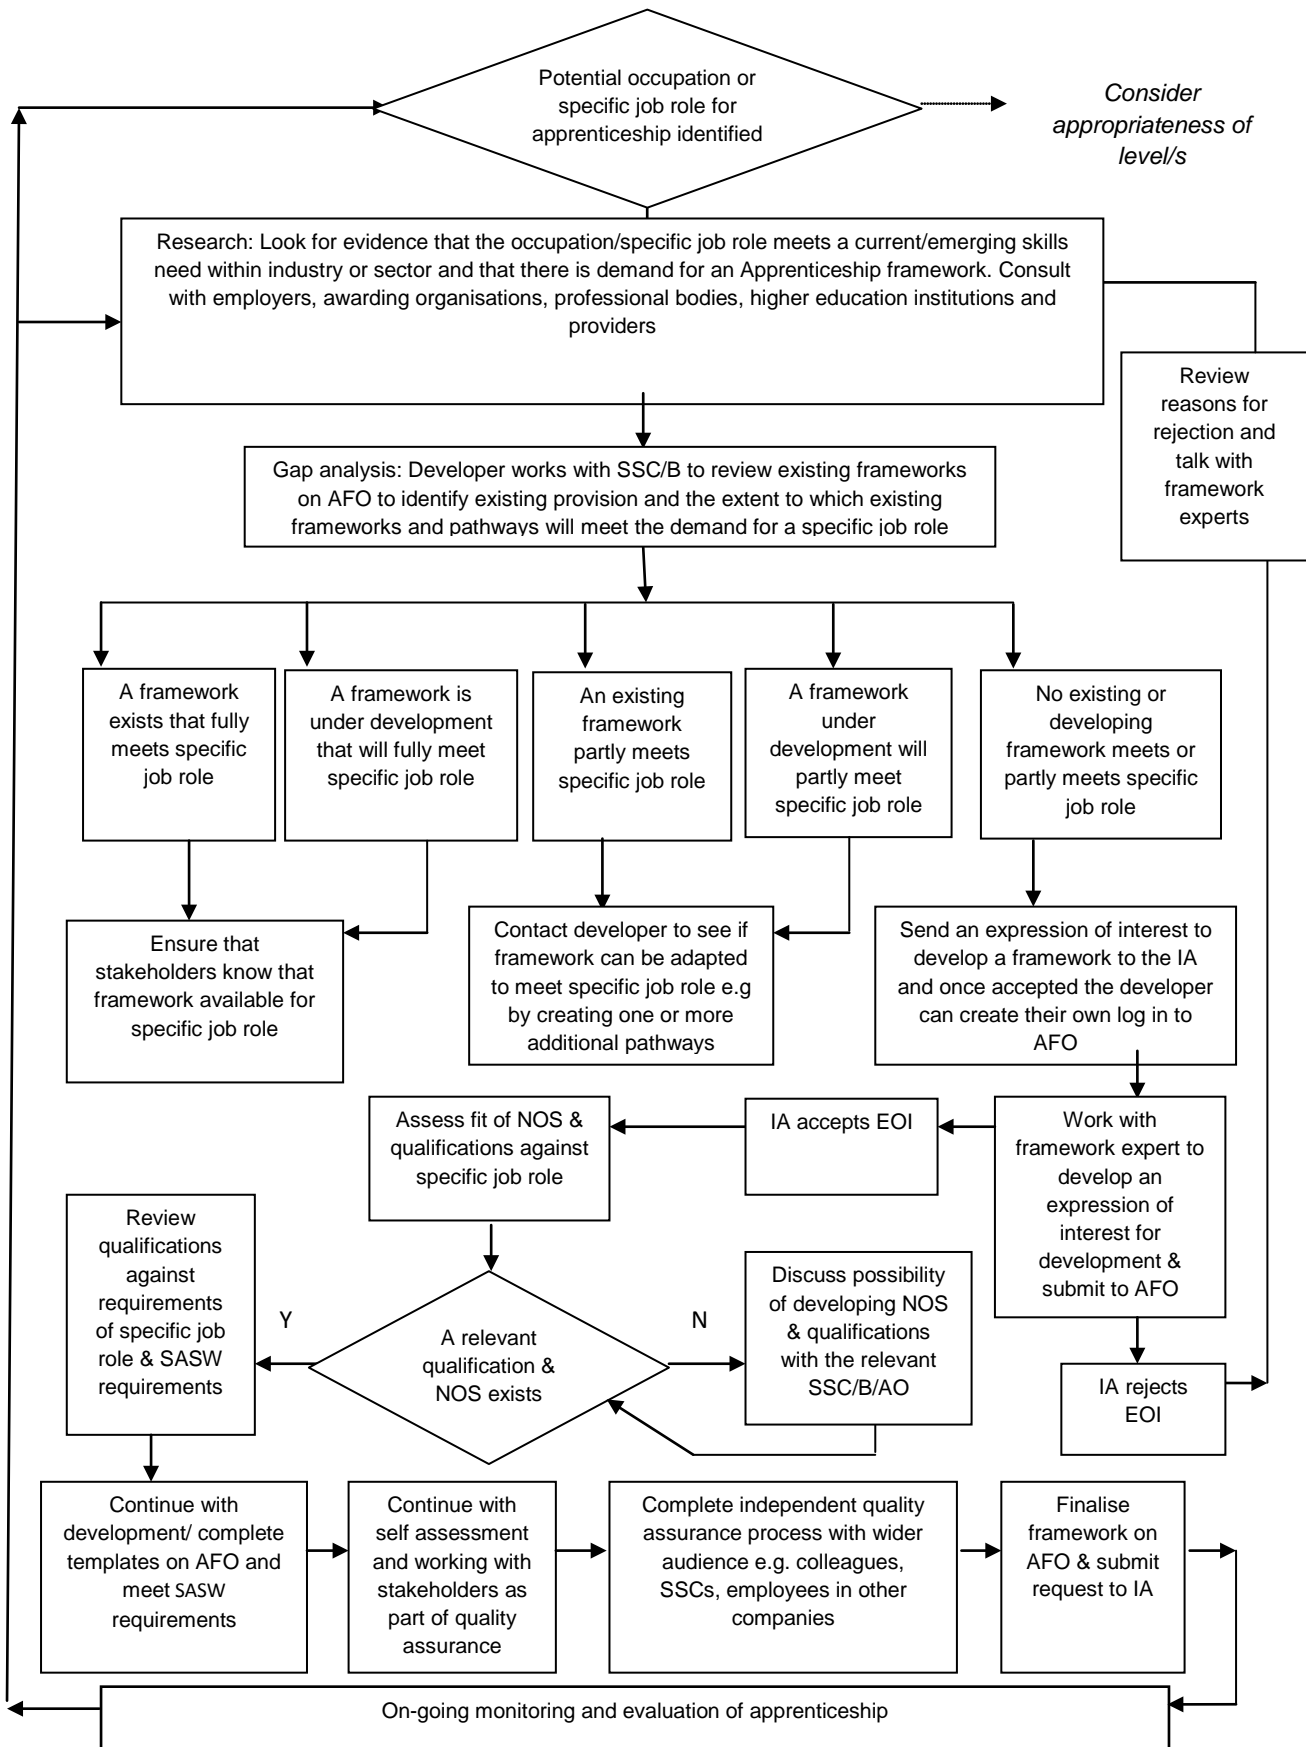 Potential occupation or
specific job role for
apprenticeship identified
Consider
appropriateness of
level/s
Research: Look for evidence that the occupation/specific job role meets a current/emerging skills
need within industry or sector and that there is demand for an Apprenticeship framework. Consult
with employers, awarding organisations, professional bodies, higher education institutions and
providers
Review
reasons for
rejection and
talk with
framework
experts
Gap analysis: Developer works with SSC/B to review existing frameworks
on AFO to identify existing provision and the extent to which existing
frameworks and pathways will meet the demand for a specific job role
A framework
exists that fully
meets specific
job role
A framework is
under development
that will fully meet
specific job role
An existing
framework
partly meets
specific job role
A framework
under
development will
partly meet
specific job role
No existing or
developing
framework meets or
partly meets specific
job role
Ensure that
stakeholders know that
framework available for
specific job role
Contact developer to see if
framework can be adapted
to meet specific job role e.g
by creating one or more
additional pathways
Send an expression of interest to
develop a framework to the IA
and once accepted the developer
can create their own log in to
AFO
Assess fit of NOS &
qualifications against
specific job role
IA accepts EOI
Work with
framework expert to
develop an
expression of
interest for
development &
submit to AFO
Review
qualifications
against
requirements
of specific job
role & SASW
requirements
Y
A relevant
qualification &
NOS exists
N
Discuss possibility
of developing NOS
& qualifications
with the relevant
SSC/B/AO
IA rejects
EOI
Continue with
development/ complete
templates on AFO and
meet SASW
requirements
Continue with
self assessment
and working with
stakeholders as
part of quality
assurance
Complete independent quality
assurance process with wider
audience e.g. colleagues,
SSCs, employees in other
companies
Finalise
framework on
AFO & submit
request to IA
On-going monitoring and evaluation of apprenticeship